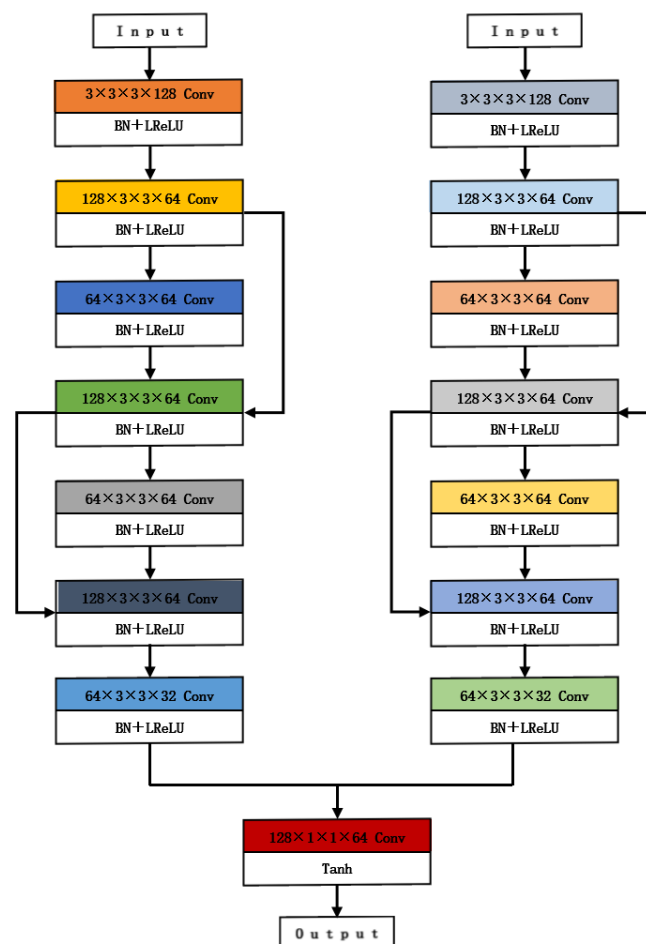 Input
3×3×3×128 Conv
BN+LReLU
128×3×3×64 Conv
BN+LReLU
64×3×3×64 Conv
BN+LReLU
128×3×3×64 Conv
BN+LReLU
64×3×3×64 Conv
BN+LReLU
128×3×3×64 Conv
BN+LReLU
64×3×3×32 Conv
BN+LReLU
Input
3×3×3×128 Conv
BN+LReLU
128×3×3×64 Conv
BN+LReLU
64×3×3×64 Conv
BN+LReLU
128×3×3×64 Conv
BN+LReLU
64×3×3×64 Conv
BN+LReLU
128×3×3×64 Conv
BN+LReLU
64×3×3×32 Conv
BN+LReLU
128×1×1×64 Conv
Tanh
Output